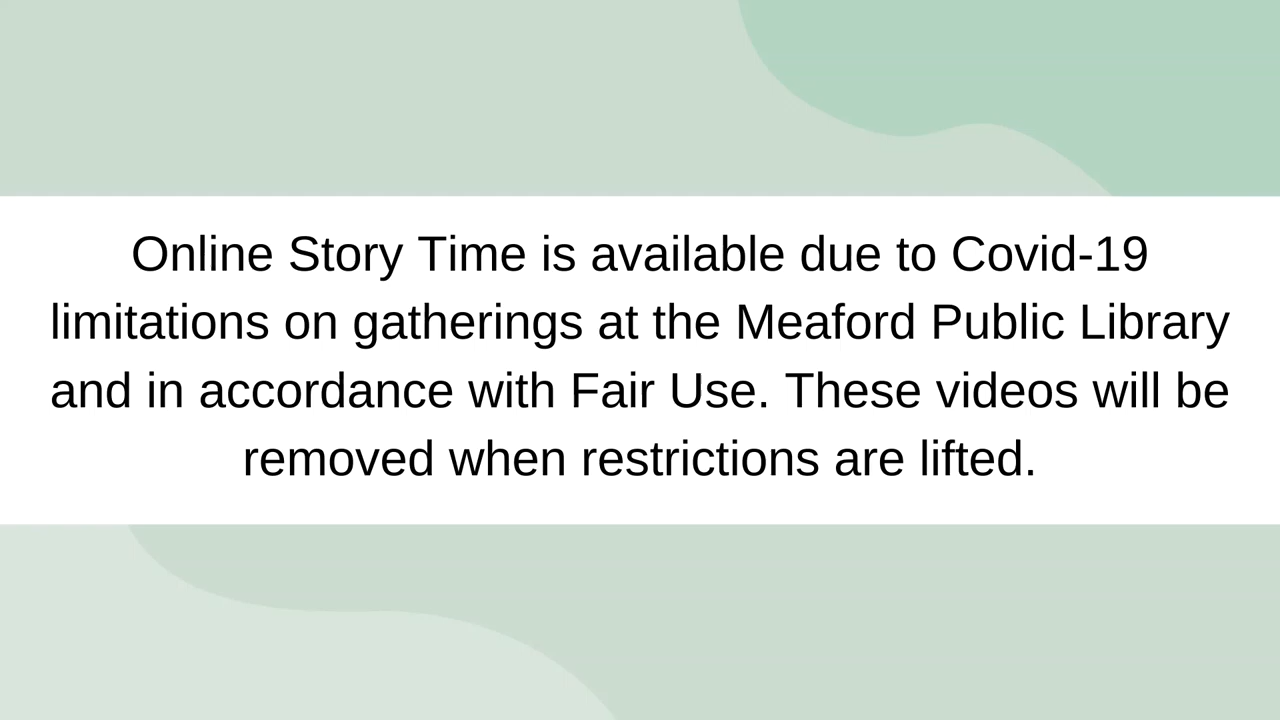 Online Story Time is available due to Covid-19
limitations on gatherings at the Meaford Public Library
and in accordance with Fair Use. These videos will be
removed when restrictions are lifted.